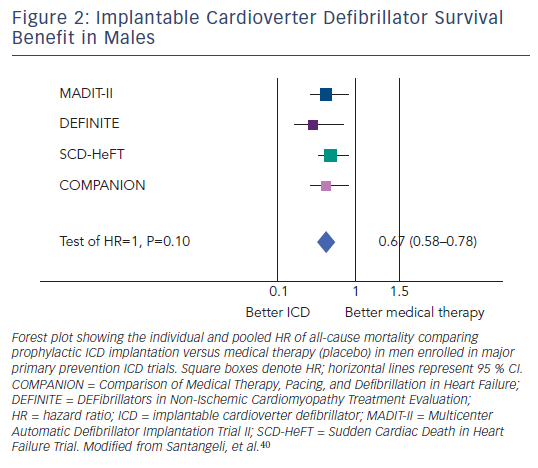 Figure 2: Implantable Cardioverter Defibrillator Survival
Benefit in Males
MADIT-II
DEFINITE
SCD-HeFT
COMPANION
Test of HR=1, P=0.10 0.67 (0.58–0.78)
0.1 1 1.5
Better ICD Better medical therapy
Forest plot showing the individual and pooled HR of all-cause mortality comparing
prophylactic ICD implantation versus medical therapy (placebo) in men enrolled in major
primary prevention ICD trials. Square boxes denote HR; horizontal lines represent 95 % CI.
COMPANION = Comparison of Medical Therapy, Pacing, and Defibrillation in Heart Failure;
DEFINITE = DEFibrillators in Non-Ischemic Cardiomyopathy Treatment Evaluation;
HR = hazard ratio; ICD = implantable cardioverter defibrillator; MADIT-II = Multicenter
Automatic Defibrillator Implantation Trial II; SCD-HeFT = Sudden Cardiac Death in Heart
Failure Trial. Modified from Santangeli, et al.40